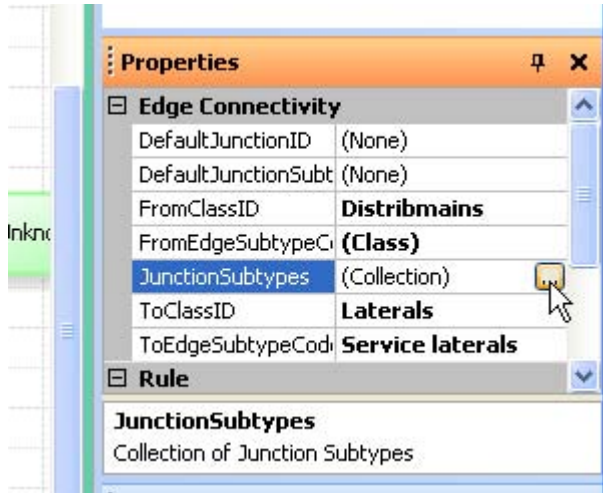 Properties
Edge Connectivity
DefaultJunctionID (None)
DefaultJunctionSubt (None)
FromClassID Distribmains
FromEdgeSubtypeC (Class)
JunctionSubtypes (Collection) ...
ToClassID Laterals
ToEdgeSubtypeCod Service laterals
Rule
JunctionSubtypes
Collection of Junction Subtypes